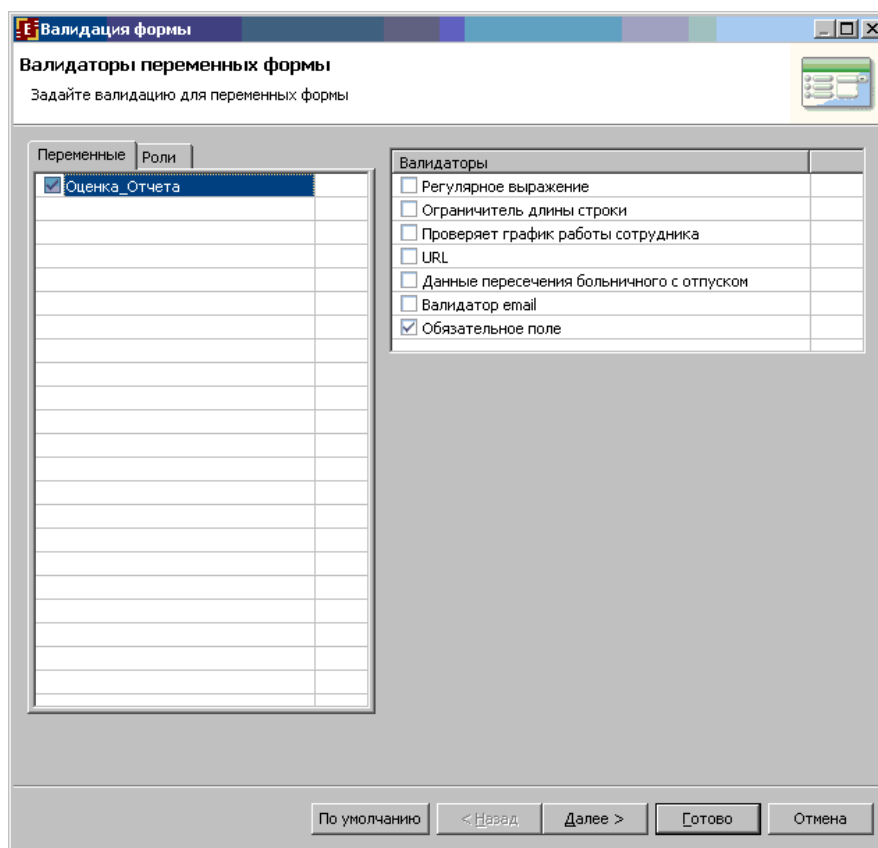 Валидация формы
Валидаторы переменных формы
Задайте валидацию для переменных формы
Переменные Роли
Оценка_Отчета
Валидаторы
Регулярное выражение
Ограничитель длины строки
Проверяет график работы сотрудника
URL
Данные пересечения больничного с отпуском
Валидатор email
Обязательное поле
По умолчанию < Назад Далее > Готово Отмена